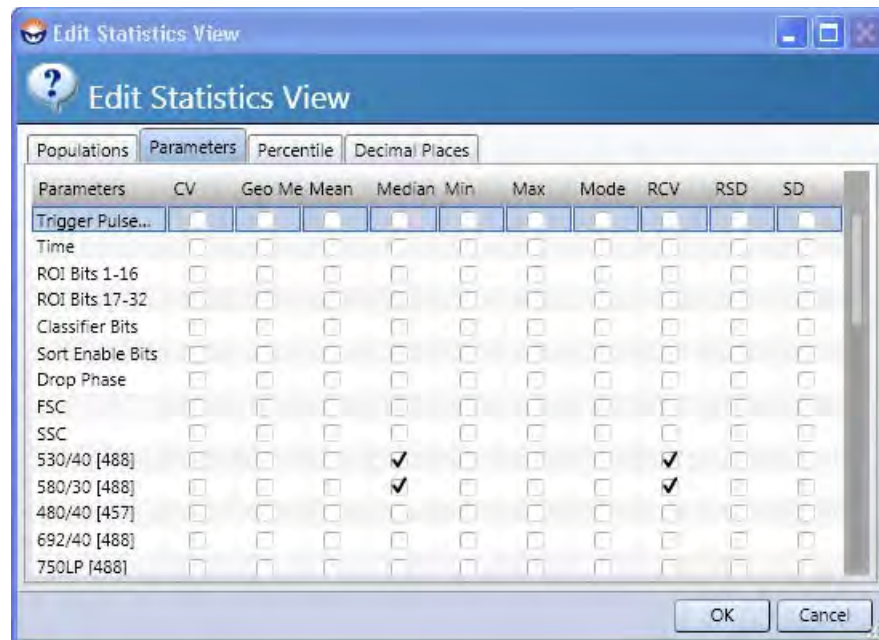 Edit Statistics View
Edit Statistics View
Populations Parameters Percentile Decimal Places
Parameters CV Geo Me Mean Median Min Max Mode RCV RSD SD
Trigger Pulse...
Time
ROI Bits 1-16
ROI Bits 17-32
Classifier Bits
Sort Enable Bits
Drop Phase
FSC
SSC
530/40 [488]
580/30 [488]
480/40 [457]
692/40 [488]
750LP [488]
OK Cancel